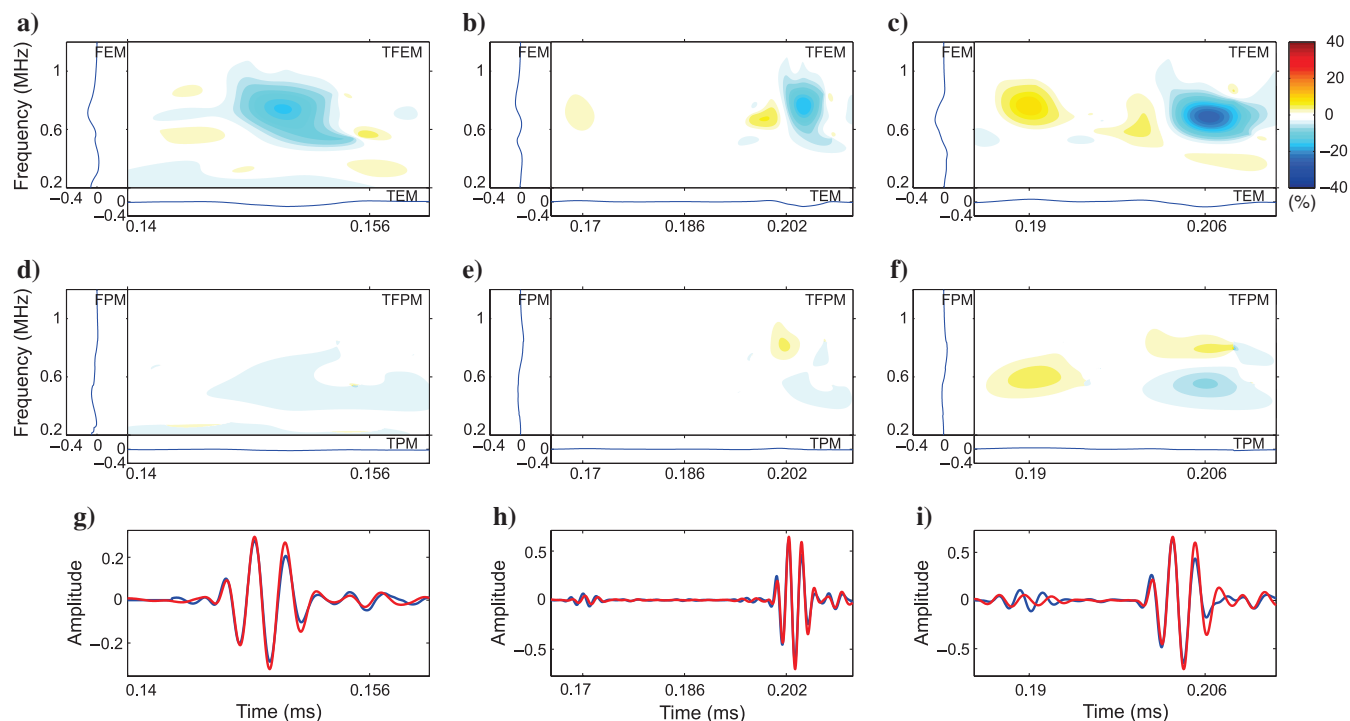 a)
b)
c)
FEM
TFEM
FEM
TFEM
FEM
TFEM
Frequency (MHz)
1
0.6
0.2
1
0.6
0.2
1
0.6
0.2
40
20
0
−20
−40
(%)
−0.4
0
0
−0.4
TEM
−0.4
0
0
−0.4
TEM
−0.4
0
0
−0.4
TEM
0.14
0.156
0.17
0.186
0.202
0.19
0.206
d)
e)
f)
FPM
TFPM
FPM
TFPM
FPM
TFPM
Frequency (MHz)
1
0.6
0.2
1
0.6
0.2
1
0.6
0.2
−0.4
0
0
−0.4
TPM
−0.4
0
0
−0.4
TPM
−0.4
0
0
−0.4
TPM
0.14
0.156
0.17
0.186
0.202
0.19
0.206
g)
h)
i)
Amplitude
0.2
0
−0.2
Amplitude
0.5
0
−0.5
Amplitude
0.5
0
−0.5
0.14
0.156
0.17
0.186
0.202
0.19
0.206
Time (ms)
Time (ms)
Time (ms)